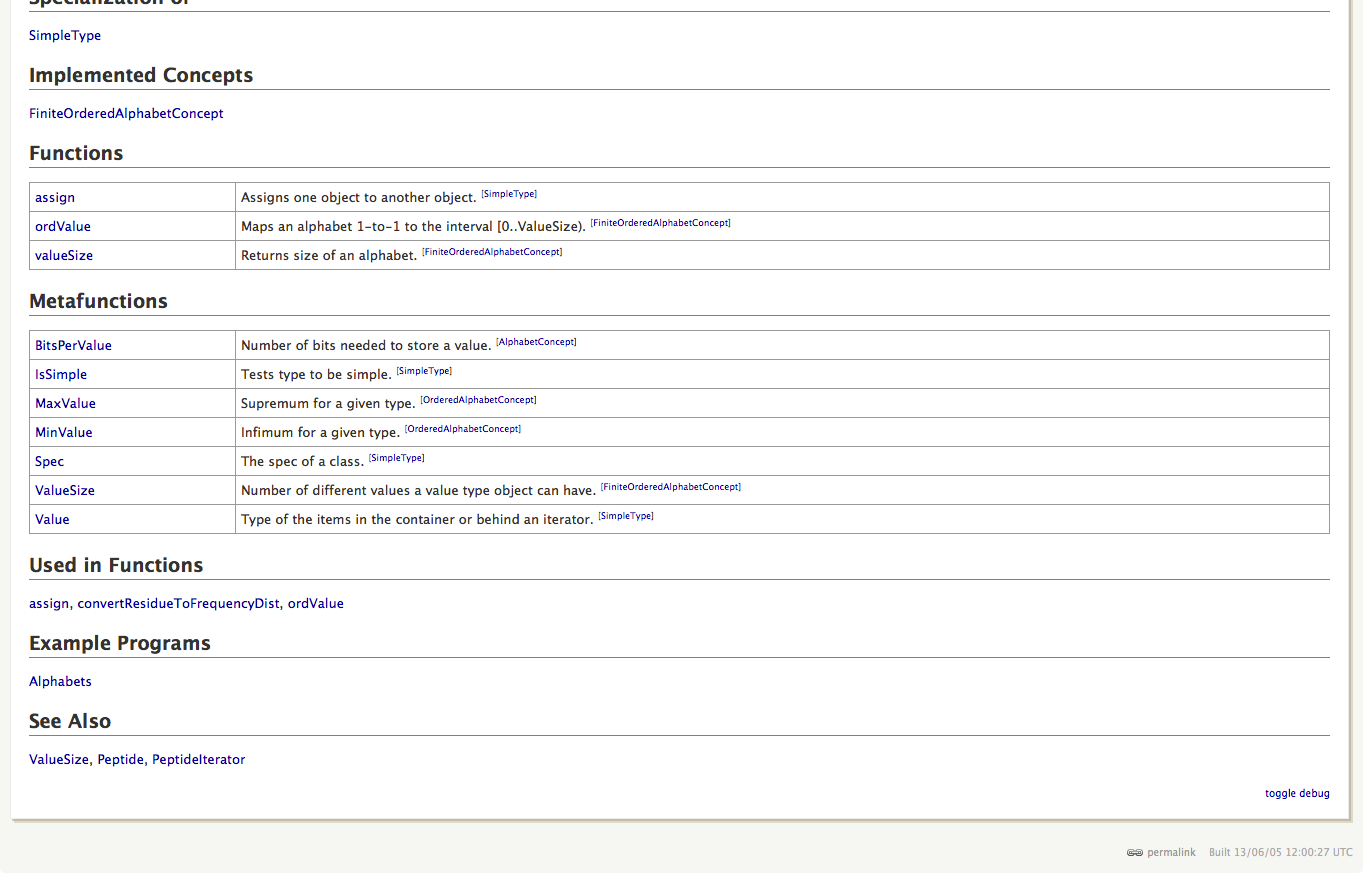 Specialization of
SimpleType
Implemented Concepts
FiniteOrderedAlphabetConcept
Functions
assign Assigns one object to another object. [SimpleType]
ordValue Maps an alphabet 1-to-1 to the interval [0..ValueSize). [FiniteOrderedAlphabetConcept]
valueSize Returns size of an alphabet. [FiniteOrderedAlphabetConcept]
Metafunctions
BitsPerValue Number of bits needed to store a value. [AlphabetConcept]
IsSimple Tests type to be simple. [SimpleType]
MaxValue Supremum for a given type. [OrderedAlphabetConcept]
MinValue Infimum for a given type. [OrderedAlphabetConcept]
Spec The spec of a class. [SimpleType]
ValueSize Number of different values a value type object can have. [FiniteOrderedAlphabetConcept]
Value Type of the items in the container or behind an iterator. [SimpleType]
Used in Functions
assign, convertResidueToFrequencyDist, ordValue
Example Programs
Alphabets
See Also
ValueSize, Peptide, PeptideIterator
toggle debug
permalink Built 13/06/05 12:00:27 UTC